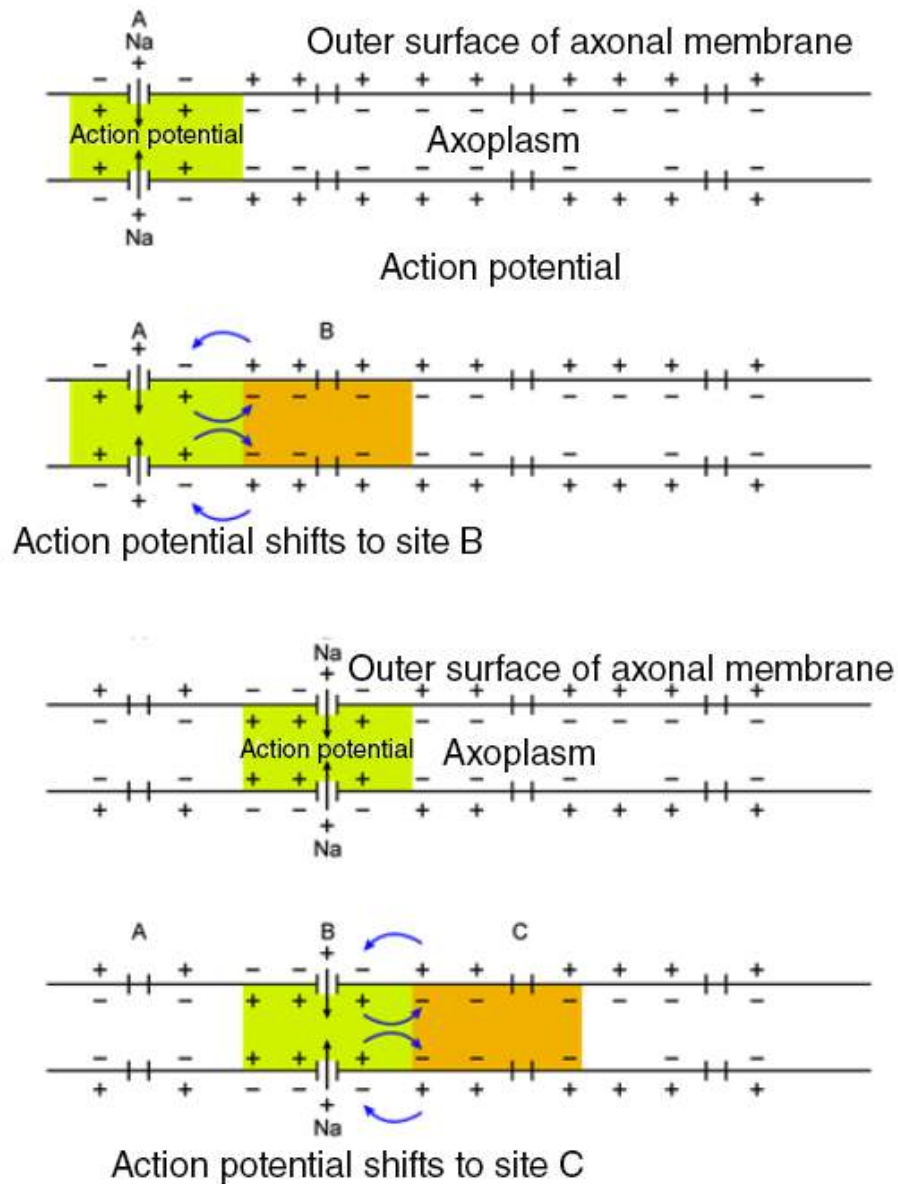 A
Na
Outer surface of axonal membrane
Action potential
Axoplasm
Na
Action potential
A
B
Action potential shifts to site B
Na
Outer surface of axonal membrane
Action potential
Axoplasm
Na
A
B
C
Na
Action potential shifts to site C